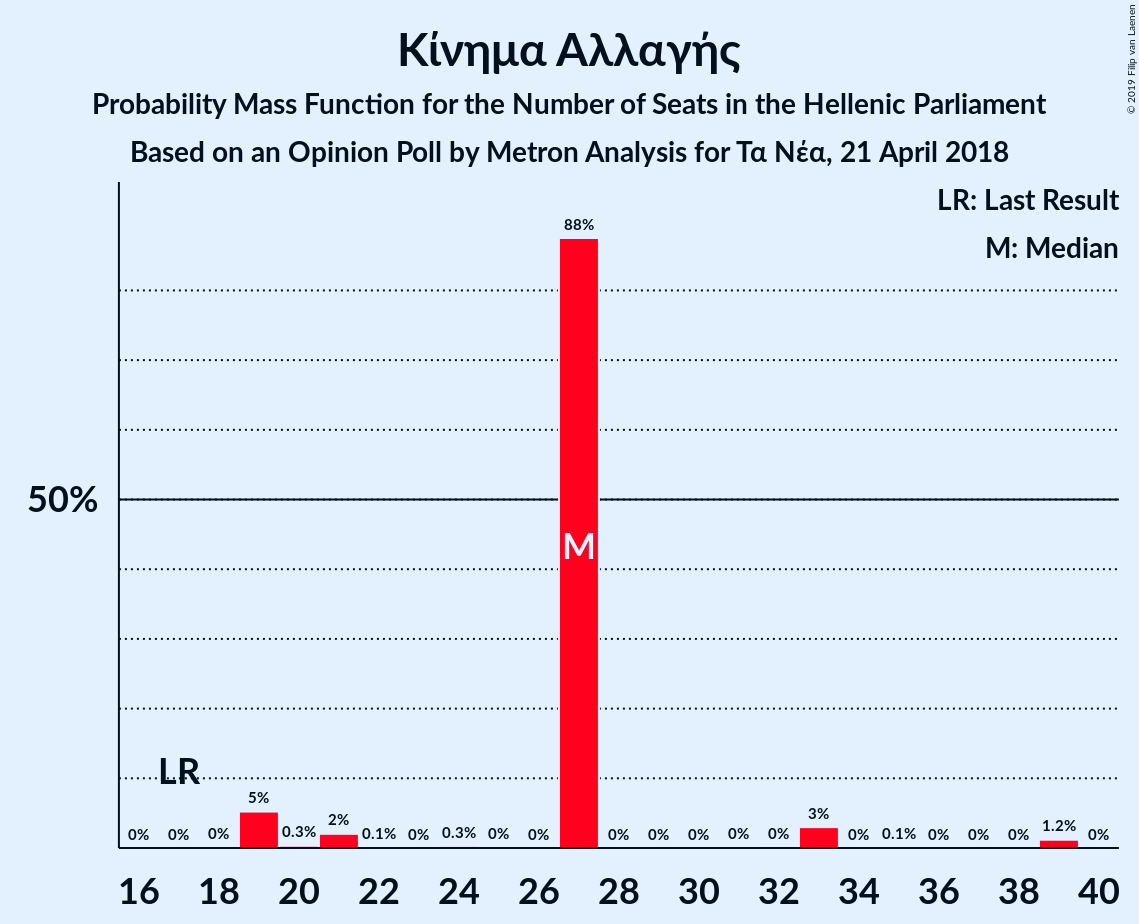 Κίνημα Αλλαγής
Probability Mass Function for the Number of Seats in the Hellenic Parliament
Based on an Opinion Poll by Metron Analysis for Τα Νέα, 21 April 2018
© 2019 Filip van Laenen
LR: Last Result
M: Median
88%
50%
M
LR
0% 0% 0% 5% 0.3% 2% 0.1% 0% 0.3% 0% 0% 0% 0% 0% 0% 0% 3% 0% 0.1% 0% 0% 0% 1.2% 0%
16 18 20 22 24 26 28 30 32 34 36 38 40